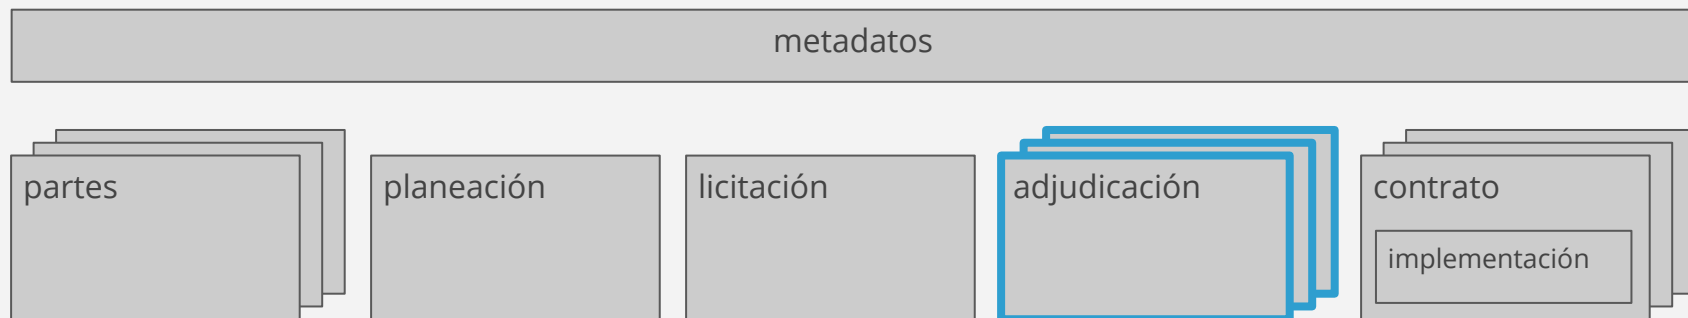 metadatos
partes
planeación
licitación
adjudicación
contrato
implementación